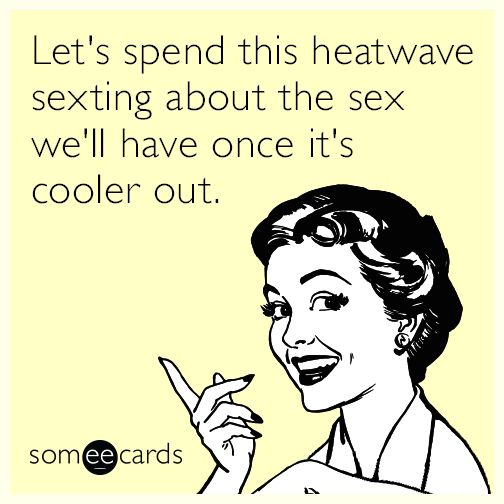 Let's spend this heatwave
sexting about the sex
we'll have once it's
cooler out.
someecards